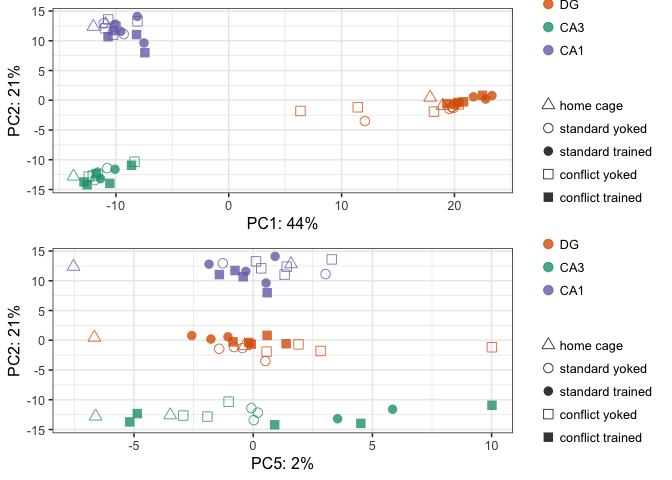 15
10
5
0
-5
-10
-15
PC2: 21%
-10
0
10
20
PC1: 44%
DG
CA3
CA1
home cage
standard yoked
standard trained
conflict yoked
conflict trained
15
10
5
0
-5
-10
-15
PC2: 21%
-5
0
5
10
PC5: 2%
DG
CA3
CA1
home cage
standard yoked
standard trained
conflict yoked
conflict trained